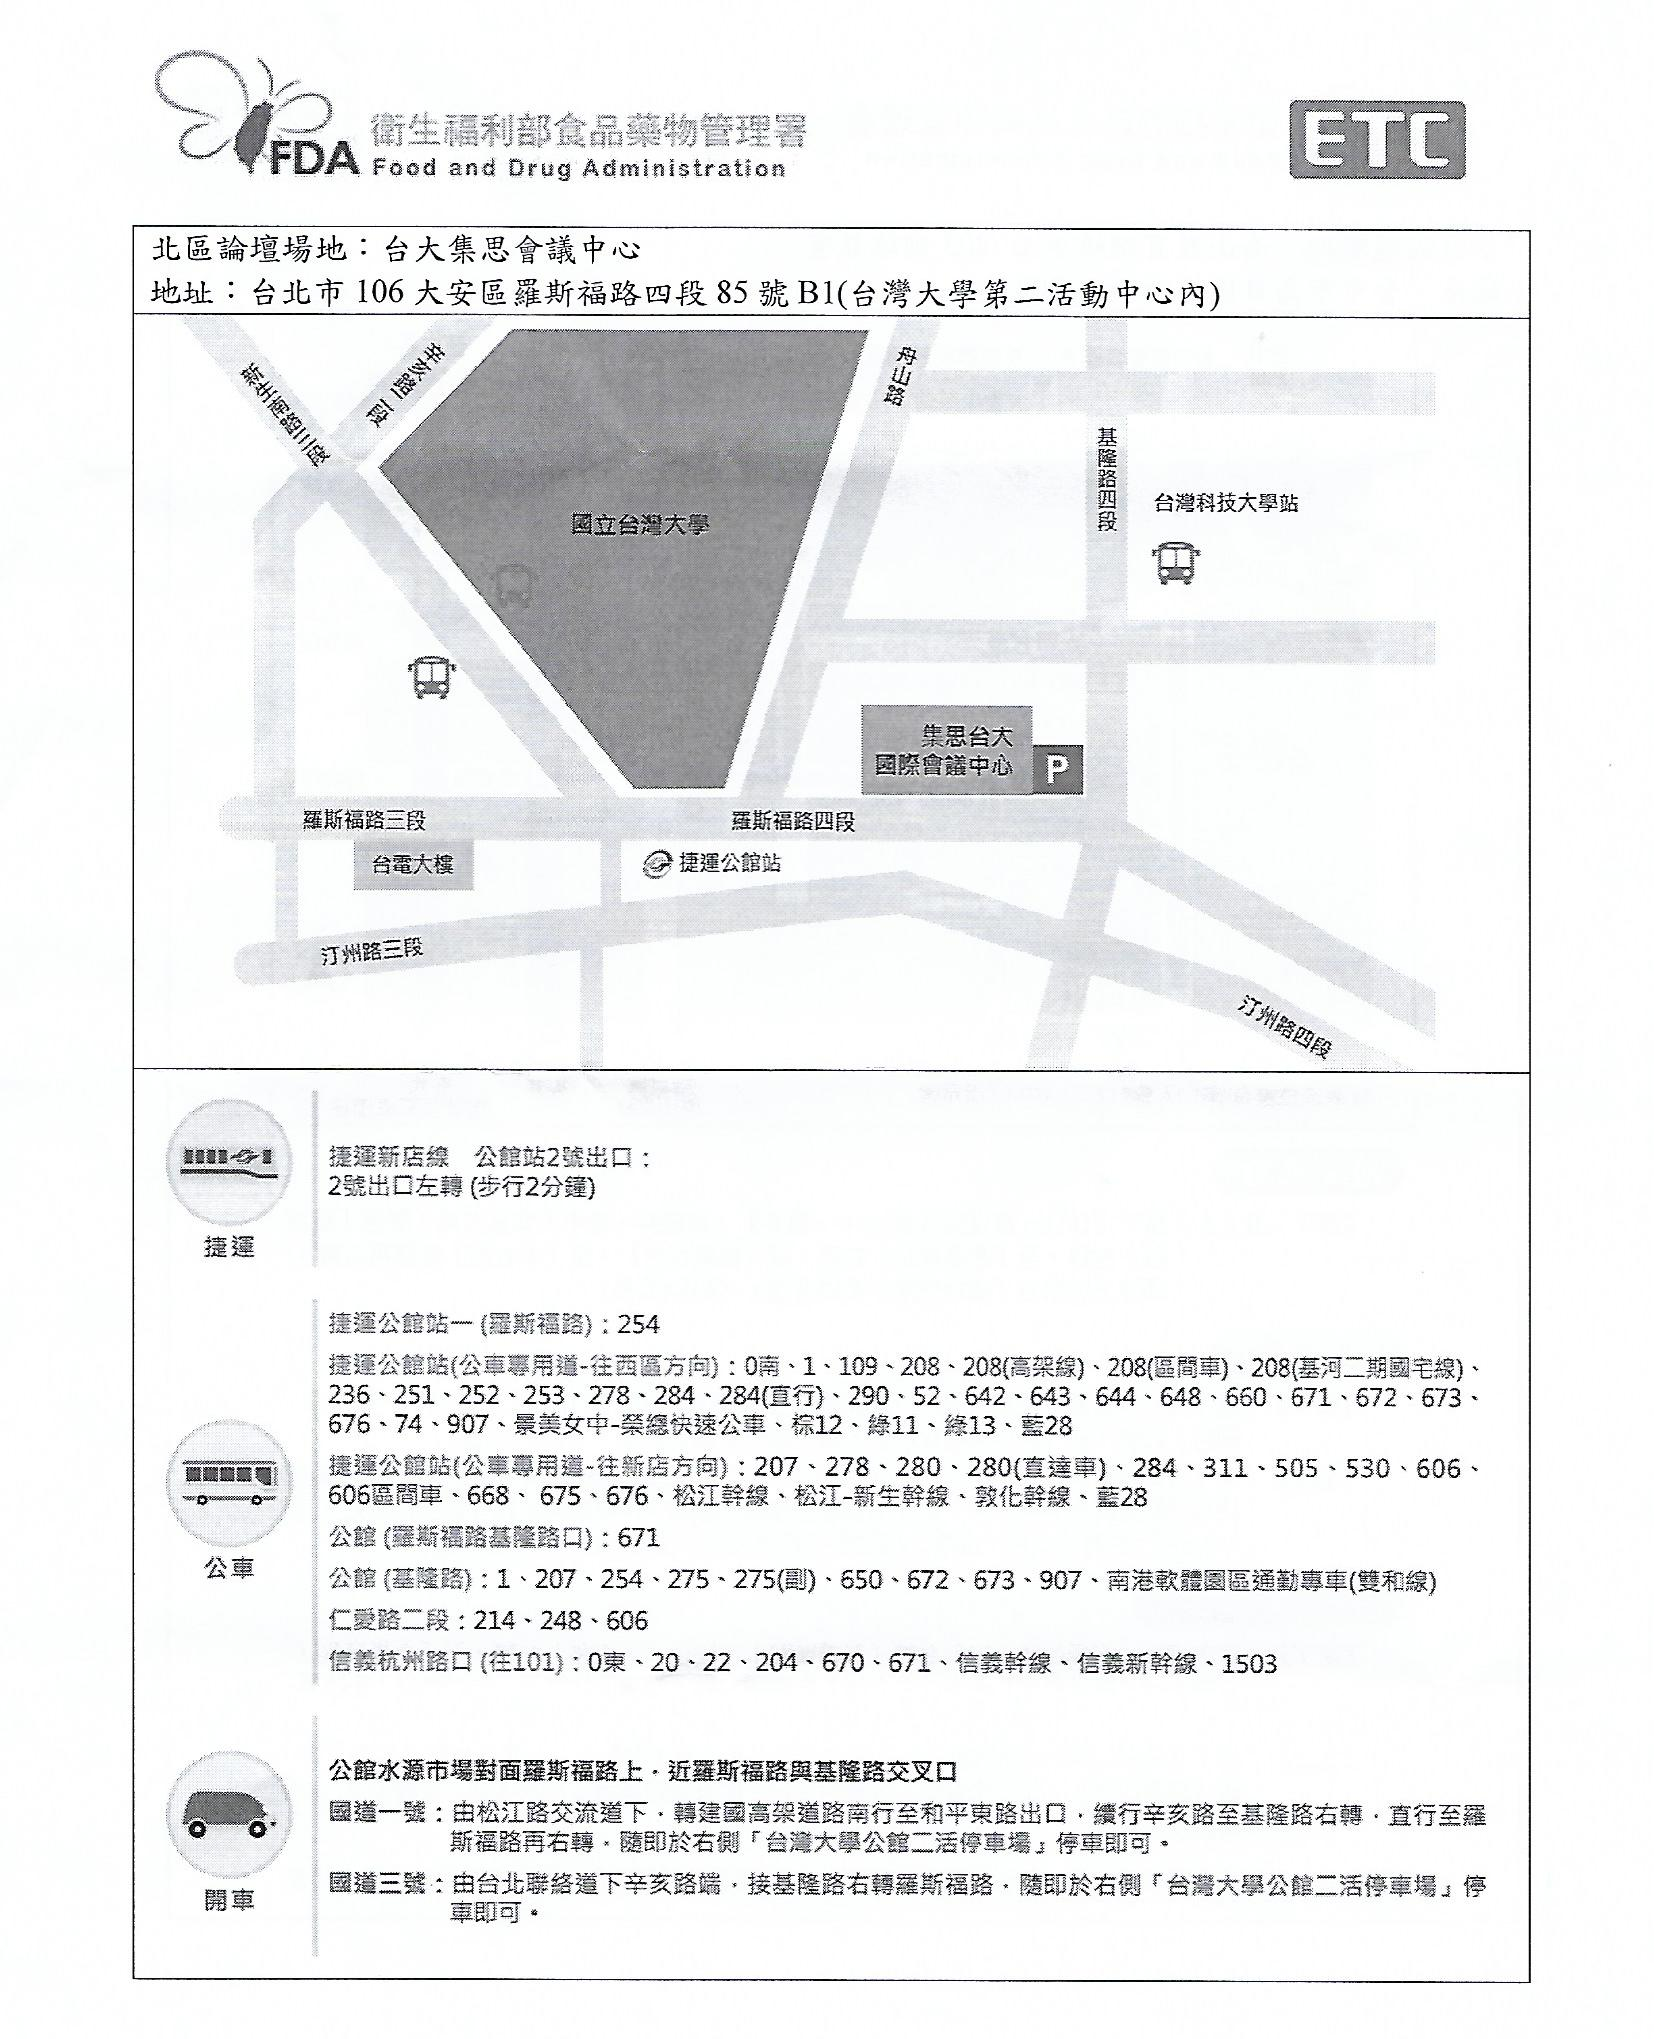 FDA
衛生福利部食品藥物管理署
Food and Drug Administration
ETC
北區論壇場地：台大集思會議中心
地址：台北市 106 大安區羅斯福路四段 85 號 B1(台灣大學第二活動中心內)
新生南路三段
辛亥路二段
舟山路
基隆路四段
台灣科技大學站
國立台灣大學
集思台大
國際會議中心
P
羅斯福路三段
羅斯福路四段
台電大樓
捷運公館站
汀州路三段
汀州路四段
捷運新店線　公館站2號出口：
2號出口左轉 (步行2分鐘)
捷運
捷運公館站一 (羅斯福路)：254
捷運公館站(公車專用道-往西區方向)：0南、1、109、208、208(高架線)、208(區間車)、208(基河二期國宅線)、
236、251、252、253、278、284、284(直行)、290、52、642、643、644、648、660、671、672、673、
676、74、907、景美女中-榮總快速公車、棕12、綠11、綠13、藍28
捷運公館站(公車專用道-往新店方向)：207、278、280、280(直達車)、284、311、505、530、606、
606區間車、668、 675、676、松江幹線、松江-新生幹線、敦化幹線、藍28
公車
公館 (羅斯福路基隆路口)：671
公館 (基隆路)：1、207、254、275、275(副)、650、672、673、907、南港軟體園區通勤專車(雙和線)
仁愛路二段：214、248、606
信義杭州路口 (往101)：0東、20、22、204、670、671、信義幹線、信義新幹線、1503
公館水源市場對面羅斯福路上，近羅斯福路與基隆路交叉口
國道一號：由松江路交流道下，轉建國高架道路南行至和平東路出口，續行辛亥路至基隆路右轉，直行至羅
斯福路再右轉，隨即於右側「台灣大學公館二活停車場」停車即可。
國道三號：由台北聯絡道下辛亥路端，接基隆路右轉羅斯福路，隨即於右側「台灣大學公館二活停車場」停
車即可。
開車